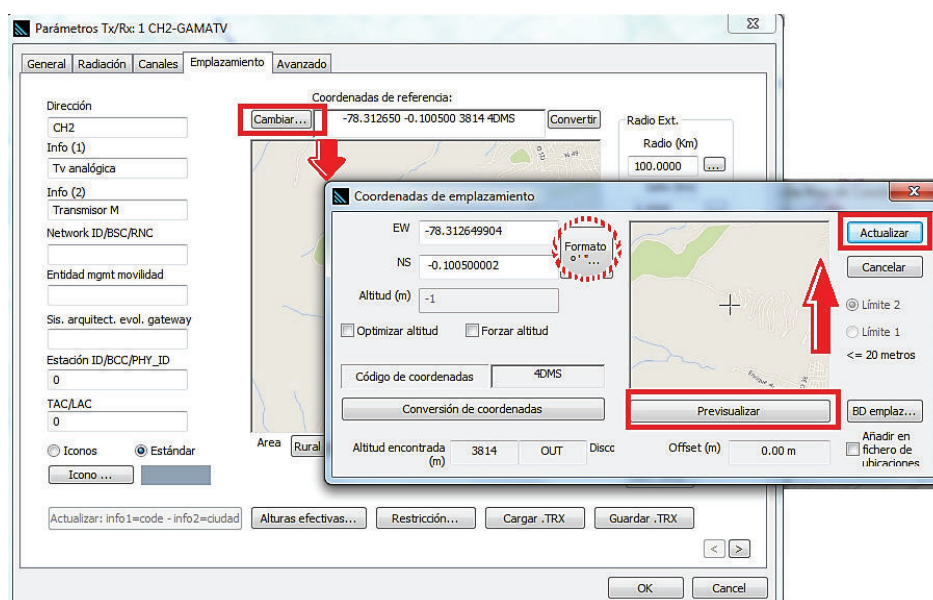 Parámetros Tx/Rx: 1 CH2-GAMATV
General Radiación Canales Emplazamiento Avanzado
Dirección
CH2
Info (1)
Tv analógica
Info (2)
Transmisor M
Network ID/BSC/RNC
Entidad mgmt movilidad
Sis. arquitect. evol. gateway
Estación ID/BCC/PHY_ID
0
TAC/LAC
0
Iconos Estándar
Icono ...
Actualizar: info1=code - info2=ciudad
Coordenadas de referencia:
Cambiar... -78.312650 -0.100500 3814 4DMS Convertir
Radio Ext.
Radio (Km)
100.0000 ...
Area Rural
Coordenadas de emplazamiento
EW -78.312649904
NS -0.100500002
Formato
o ' " ...
Altitud (m) -1
Optimizar altitud Forzar altitud
Código de coordenadas 4DMS
Conversión de coordenadas
Altitud encontrada (m) 3814 OUT Discc
Offset (m) 0.00 m
Previsualizar
Actualizar
Cancelar
Límite 2
Límite 1
<= 20 metros
BD emplaz...
Añadir en
fichero de
ubicaciones
Alturas efectivas... Restricción... Cargar .TRX Guardar .TRX
< >
OK Cancel